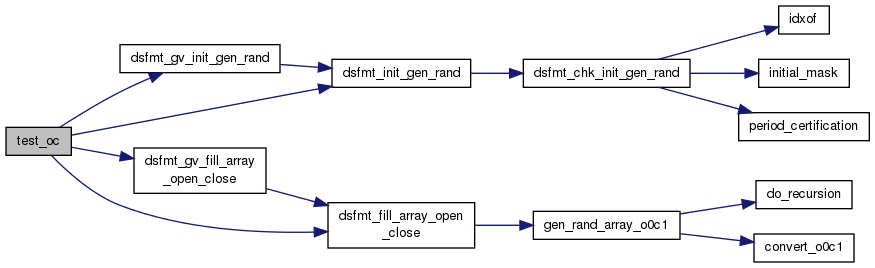 test_oc
dsfmt_gv_init_gen_rand
dsfmt_init_gen_rand
dsfmt_chk_init_gen_rand
idxof
initial_mask
period_certification
dsfmt_gv_fill_array
_open_close
dsfmt_fill_array_open
_close
gen_rand_array_o0c1
do_recursion
convert_o0c1